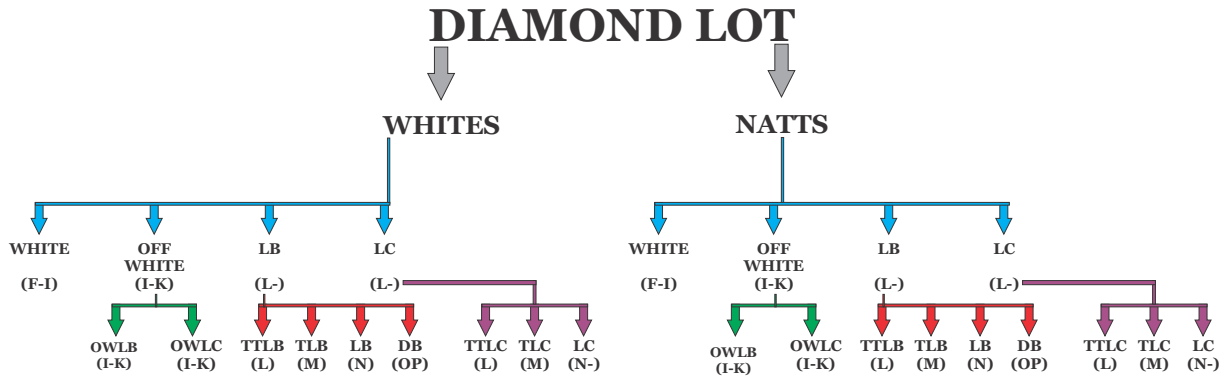 DIAMOND LOT
WHITES NATTS
WHITE OFF WHITE LB LC WHITE OFF WHITE LB LC
(F-I) (I-K) (L-) (L-) (F-I) (I-K) (L-) (L-)
OWLB OWLC TTLB TLB LB DB TTLC TLC LC OWLB OWLC TTLB TLB LB DB TTLC TLC LC
(I-K) (I-K) (L) (M) (N) (OP) (L) (M) (N-) (I-K) (I-K) (L) (M) (N) (OP) (L) (M) (N-)